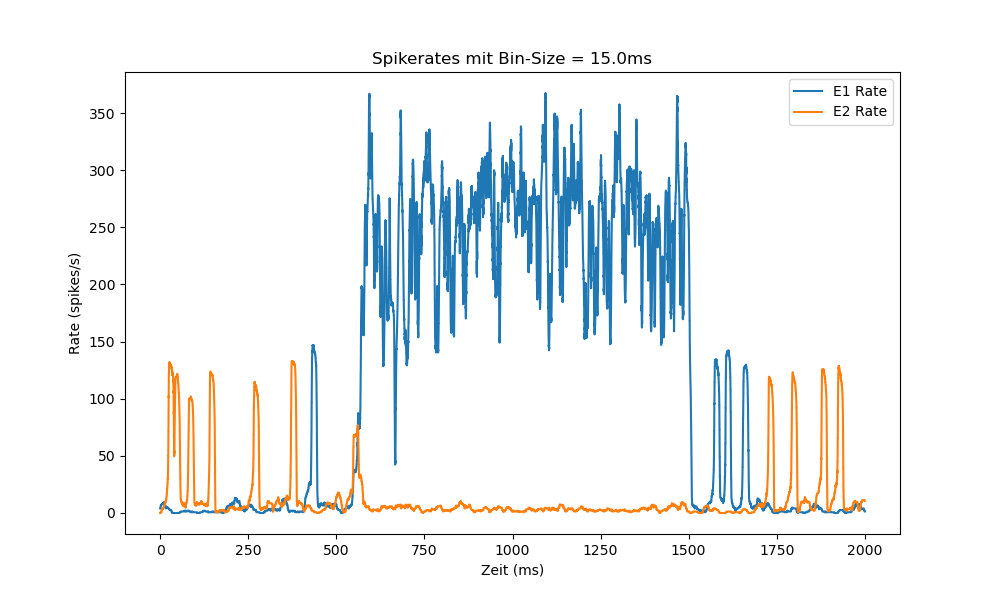 Spikerates mit Bin-Size = 15.0ms
E1 Rate
E2 Rate
Rate (spikes/s)
350
300
250
200
150
100
50
0
0 250 500 750 1000 1250 1500 1750 2000
Zeit (ms)